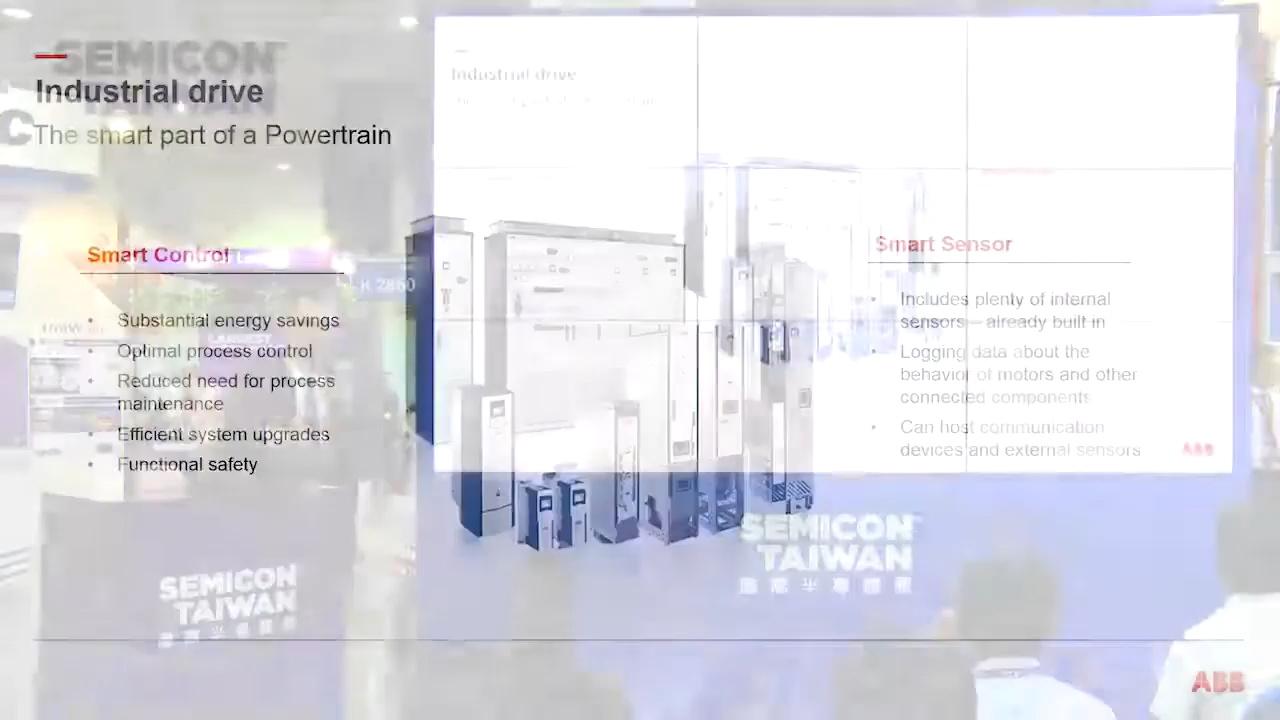 SEMICON
TAIWAN
Industrial drive
The smart part of a Powertrain
Industrial drive
Smart Control
Substantial energy savings
Optimal process control
Reduced need for process
maintenance
Efficient system upgrades
Functional safety
Smart Sensor
Includes plenty of internal
sensors – already built in
Logging data about the
behavior of motors and other
connected components
Can host communication
devices and external sensors
ABB
SEMICON
TAIWAN
SEMICON
TAIWAN
ABB